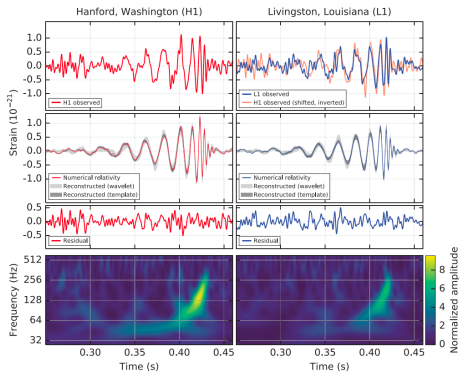 Hanford, Washington (H1)
Livingston, Louisiana (L1)
1.0
0.5
0.0
-0.5
-1.0
H1 observed
L1 observed
H1 observed (shifted, inverted)
Strain (10⁻²¹)
1.0
0.5
0.0
-0.5
-1.0
Numerical relativity
Reconstructed (wavelet)
Reconstructed (template)
Numerical relativity
Reconstructed (wavelet)
Reconstructed (template)
0.5
0.0
-0.5
Residual
Residual
Frequency (Hz)
512
256
128
64
32
0.30
0.35
0.40
0.45
0.30
0.35
0.40
0.45
Time (s)
Time (s)
8
6
4
2
0
Normalized amplitude